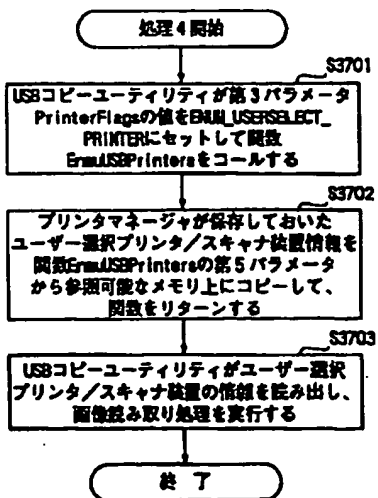 処理4開始
S3701
USBコピーユーティリティが第3パラメータ
PrinterFlagsの値をENUM_USERSELECT_
PRINTERにセットして関数
EnmuUSBPrintersをコールする
S3702
プリンタマネージャが保存しておいた
ユーザー選択プリンタ/スキャナ装置情報を
関数EnmuUSBPrintersの第5パラメータ
から参照可能なメモリ上にコピーして、
関数をリターンする
S3703
USBコピーユーティリティがユーザー選択
プリンタ/スキャナ装置の情報を読み出し、
画像読み取り処理を実行する
終了